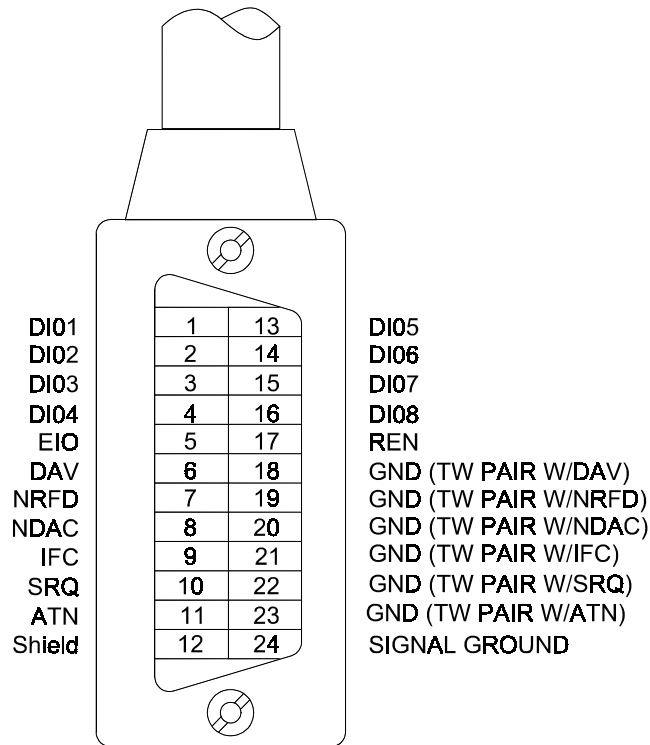 DI01 1 13 DI05
DI02 2 14 DI06
DI03 3 15 DI07
DI04 4 16 DI08
EIO 5 17 REN
DAV 6 18 GND (TW PAIR W/DAV)
NRFD 7 19 GND (TW PAIR W/NRFD)
NDAC 8 20 GND (TW PAIR W/NDAC)
IFC 9 21 GND (TW PAIR W/IFC)
SRQ 10 22 GND (TW PAIR W/SRQ)
ATN 11 23 GND (TW PAIR W/ATN)
Shield 12 24 SIGNAL GROUND